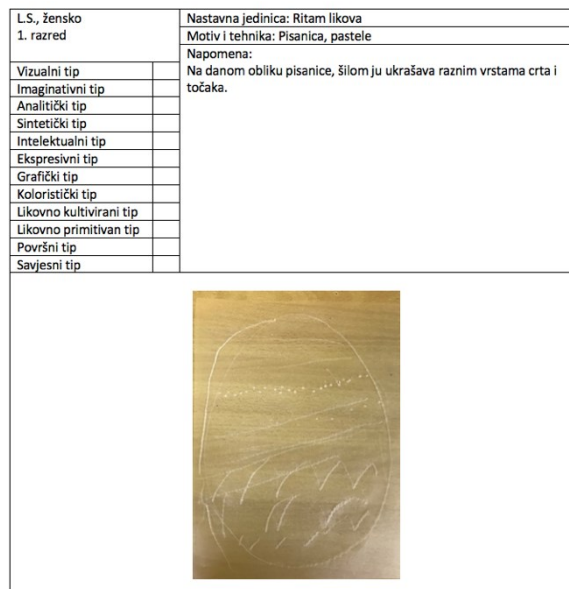 L.S., žensko
1. razred
Nastavna jedinica: Ritam likova
Motiv i tehnika: Pisanica, pastele
Napomena:
Na danom obliku pisanice, šilom ju ukrašava raznim vrstama crta i
točaka.
Vizualni tip
Imaginativni tip
Analitički tip
Sintetički tip
Intelektualni tip
Ekspresivni tip
Grafički tip
Koloristički tip
Likovno kultivirani tip
Likovno primitivan tip
Površni tip
Savjesni tip